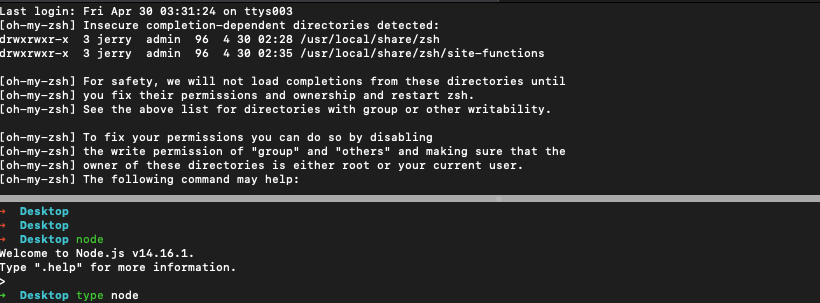 Last login: Fri Apr 30 03:31:24 on ttys003
[oh-my-zsh] Insecure completion-dependent directories detected:
drwxrwxr-x  3 jerry  admin  96  4 30 02:28 /usr/local/share/zsh
drwxrwxr-x  3 jerry  admin  96  4 30 02:35 /usr/local/share/zsh/site-functions
[oh-my-zsh] For safety, we will not load completions from these directories until
[oh-my-zsh] you fix their permissions and ownership and restart zsh.
[oh-my-zsh] See the above list for directories with group or other writability.
[oh-my-zsh] To fix your permissions you can do so by disabling
[oh-my-zsh] the write permission of "group" and "others" and making sure that the
[oh-my-zsh] owner of these directories is either root or your current user.
[oh-my-zsh] The following command may help:
→ Desktop
→ Desktop
→ Desktop node
Welcome to Node.js v14.16.1.
Type ".help" for more information.
>
→ Desktop type node